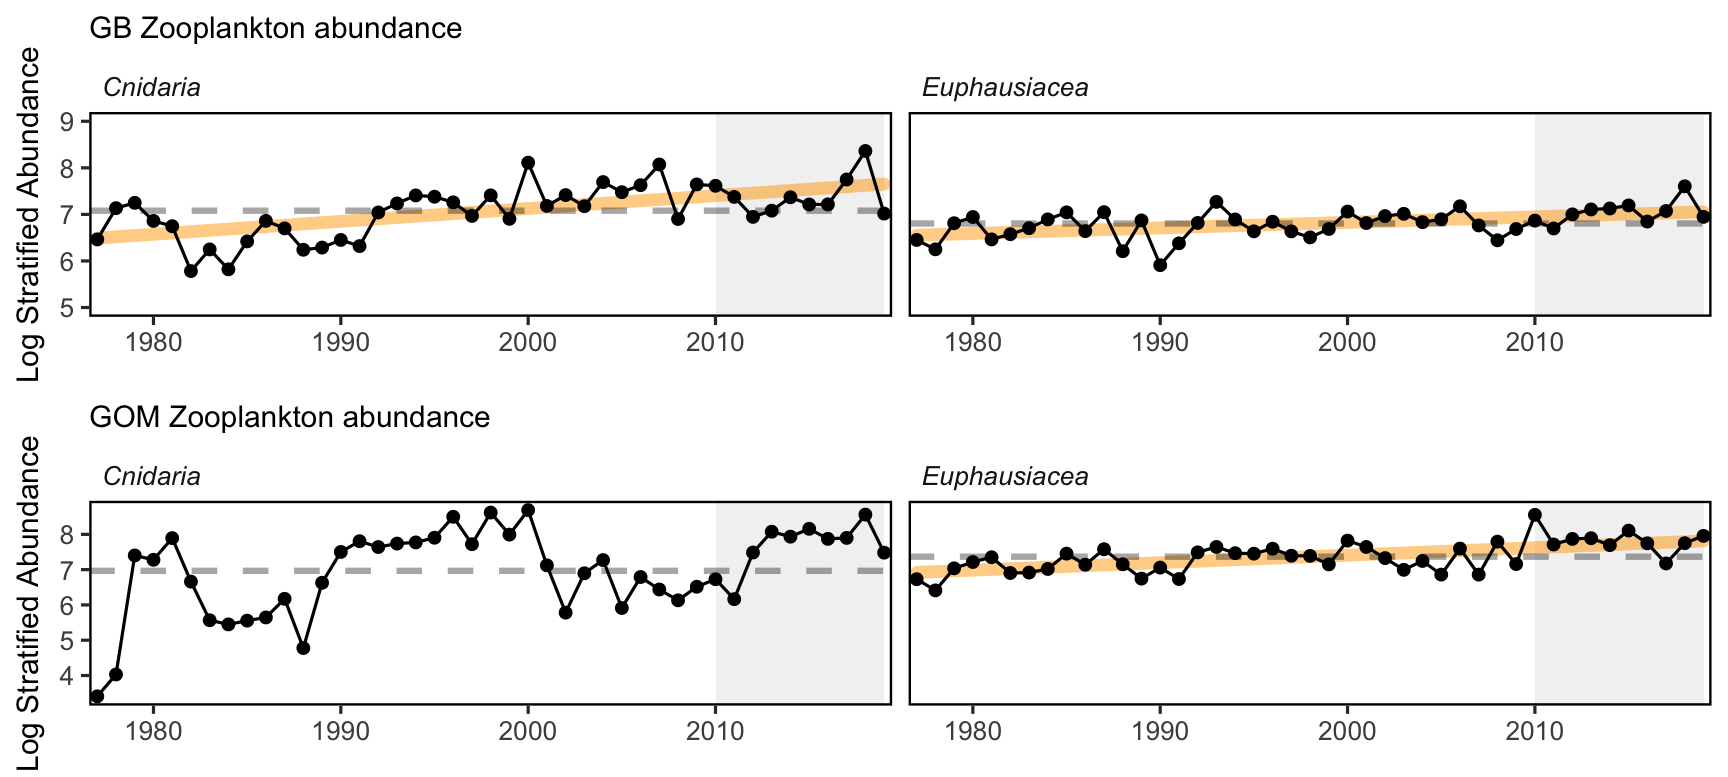 GB Zooplankton abundance
Log Stratified Abundance
Cnidaria
Euphausiacea
9
8
7
6
5
1980 1990 2000 2010
1980 1990 2000 2010
GOM Zooplankton abundance
Log Stratified Abundance
Cnidaria
Euphausiacea
8
7
6
5
4
1980 1990 2000 2010
1980 1990 2000 2010